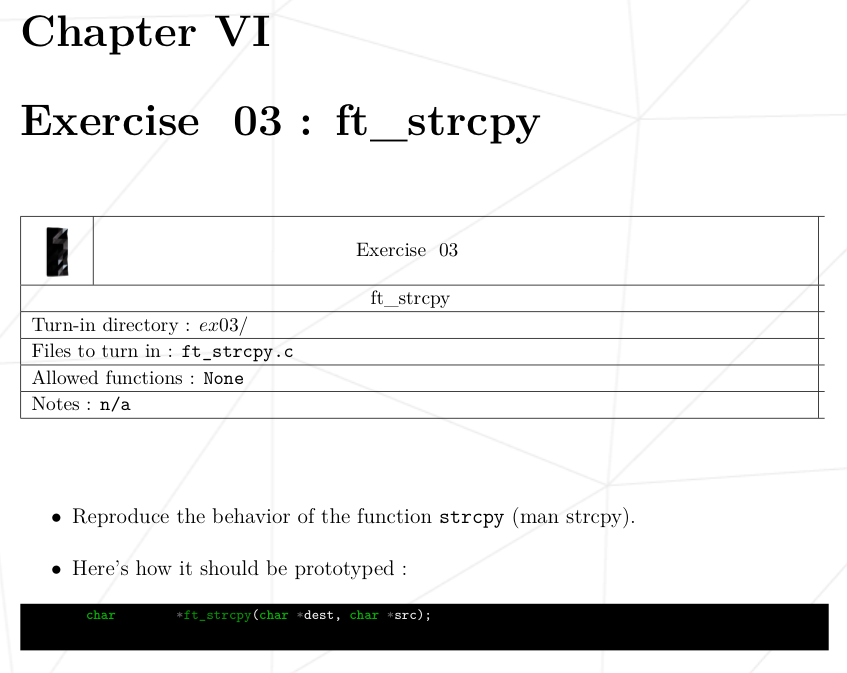 Chapter VI
Exercise 03 : ft_strcpy
Exercise 03
ft_strcpy
Turn-in directory : ex03/
Files to turn in : ft_strcpy.c
Allowed functions : None
Notes : n/a
• Reproduce the behavior of the function strcpy (man strcpy).
• Here's how it should be prototyped :
char *ft_strcpy(char *dest, char *src);